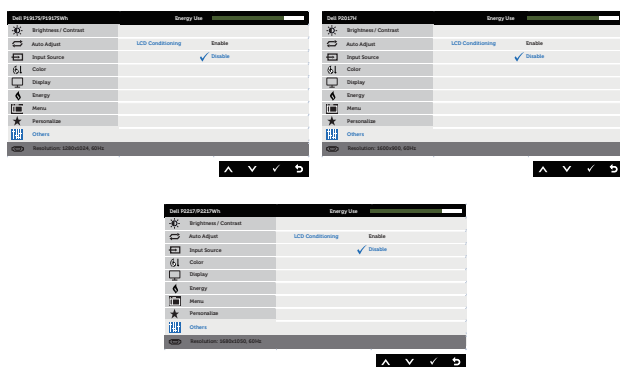 Dell P1917S/P1917SWh Energy Use
Brightness / Contrast
Auto Adjust LCD Conditioning Enable
Input Source Disable
Color
Display
Energy
Menu
Personalize
Others
Resolution: 1280x1024, 60Hz
Dell P2017H Energy Use
Brightness / Contrast
Auto Adjust LCD Conditioning Enable
Input Source Disable
Color
Display
Energy
Menu
Personalize
Others
Resolution: 1600x900, 60Hz
Dell P2217/P2217Wh Energy Use
Brightness / Contrast
Auto Adjust LCD Conditioning Enable
Input Source Disable
Color
Display
Energy
Menu
Personalize
Others
Resolution: 1680x1050, 60Hz